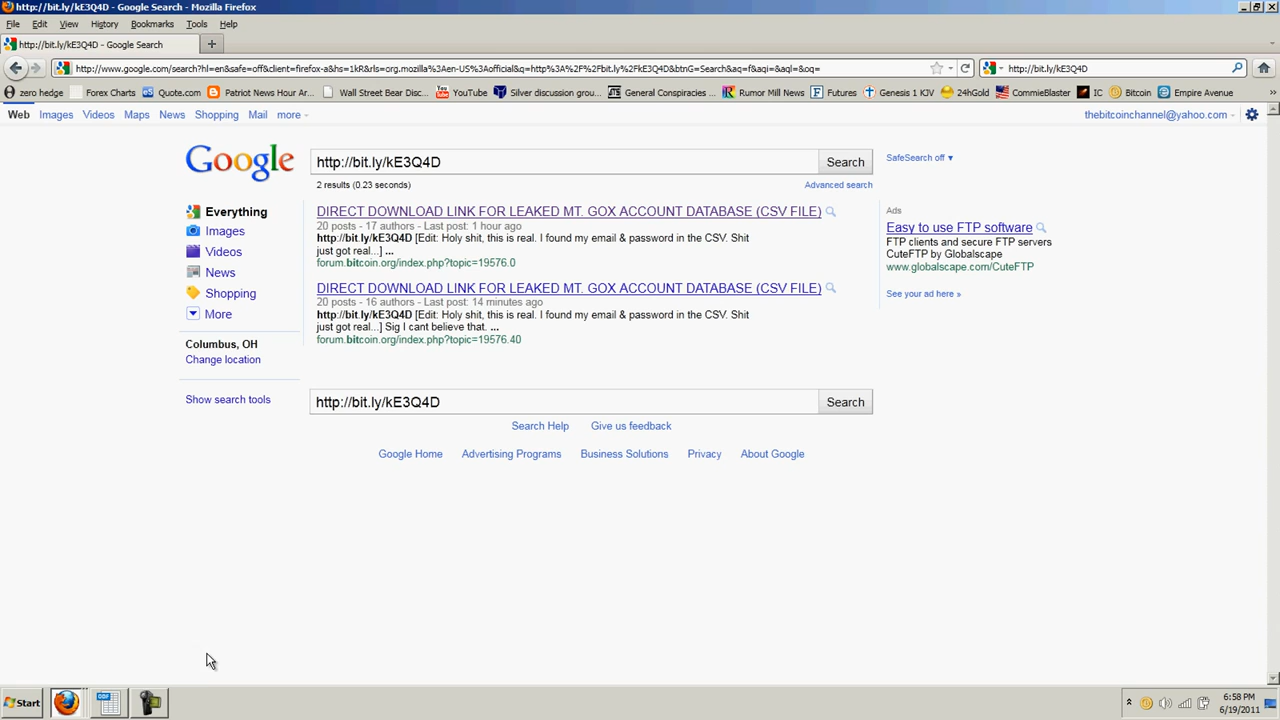 http://bit.ly/kE3Q4D - Google Search - Mozilla Firefox
File Edit View History Bookmarks Tools Help
http://bit.ly/kE3Q4D - Google Search
http://www.google.com/search?hl=en&safe=off&client=firefox-a&hs=1kR&rls=org.mozilla%3Aen-US%3Aofficial&q=http%3A%2F%2Fbit.ly%2FkE3Q4D&btnG=Search&aq=f&aqi=&aql=&oq= http://bit.ly/kE3Q4D
zero hedge Forex Charts Quote.com Patriot News Hour Ar... Wall Street Bear Disc... YouTube Silver discussion grou... General Conspiracies ... Rumor Mill News Futures Genesis 1 KJV 24hGold CommieBlaster IC Bitcoin Empire Avenue »
Web Images Videos Maps News Shopping Mail more thebitcoinchannel@yahoo.com
Google http://bit.ly/kE3Q4D Search SafeSearch off ▼
2 results (0.23 seconds) Advanced search
Everything
Images
Videos
News
Shopping
More
Columbus, OH
Change location
Show search tools
DIRECT DOWNLOAD LINK FOR LEAKED MT. GOX ACCOUNT DATABASE (CSV FILE)
20 posts - 17 authors - Last post: 1 hour ago
http://bit.ly/kE3Q4D [Edit: Holy shit, this is real. I found my email & password in the CSV. Shit
just got real...] ...
forum.bitcoin.org/index.php?topic=19576.0
DIRECT DOWNLOAD LINK FOR LEAKED MT. GOX ACCOUNT DATABASE (CSV FILE)
20 posts - 16 authors - Last post: 14 minutes ago
http://bit.ly/kE3Q4D [Edit: Holy shit, this is real. I found my email & password in the CSV. Shit
just got real...] Sig I cant believe that. ...
forum.bitcoin.org/index.php?topic=19576.40
Ads
Easy to use FTP software
FTP clients and secure FTP servers
CuteFTP by Globalscape
www.globalscape.com/CuteFTP
See your ad here »
http://bit.ly/kE3Q4D Search
Search Help Give us feedback
Google Home Advertising Programs Business Solutions Privacy About Google
Start
6:58 PM
6/19/2011